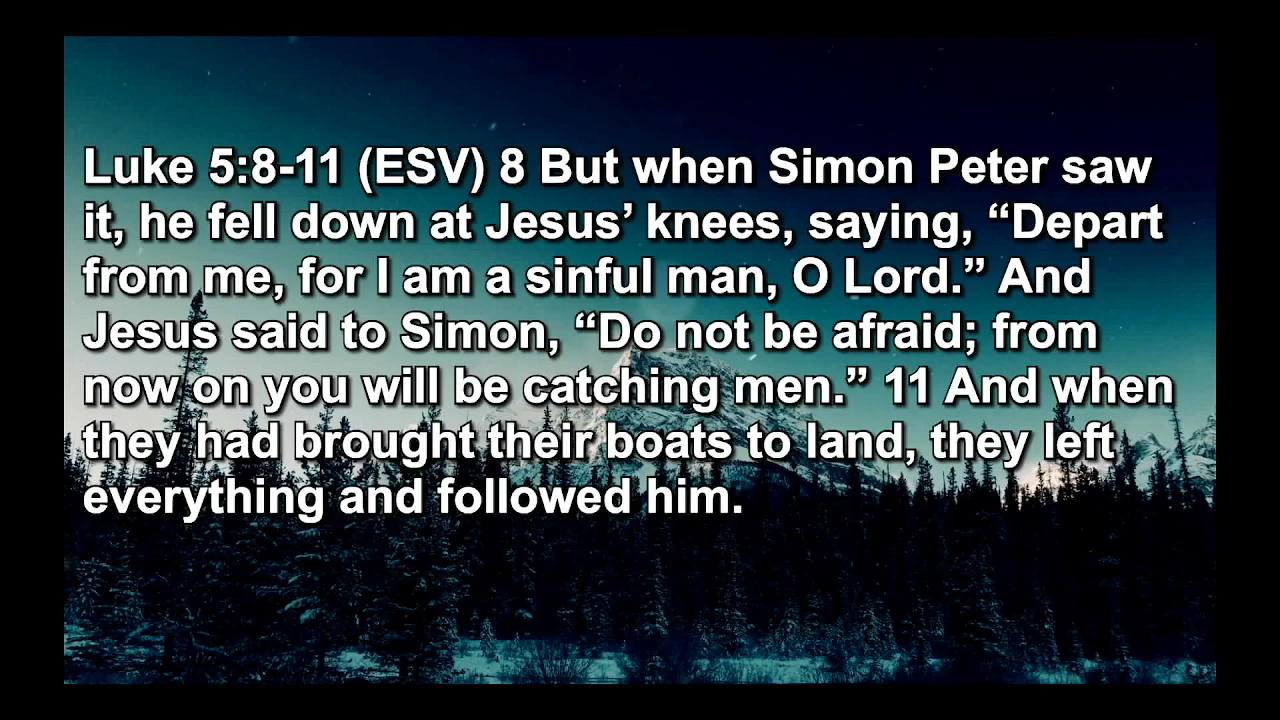 Luke 5:8-11 (ESV) 8 But when Simon Peter saw
it, he fell down at Jesus’ knees, saying, “Depart
from me, for I am a sinful man, O Lord.” And
Jesus said to Simon, “Do not be afraid; from
now on you will be catching men.” 11 And when
they had brought their boats to land, they left
everything and followed him.